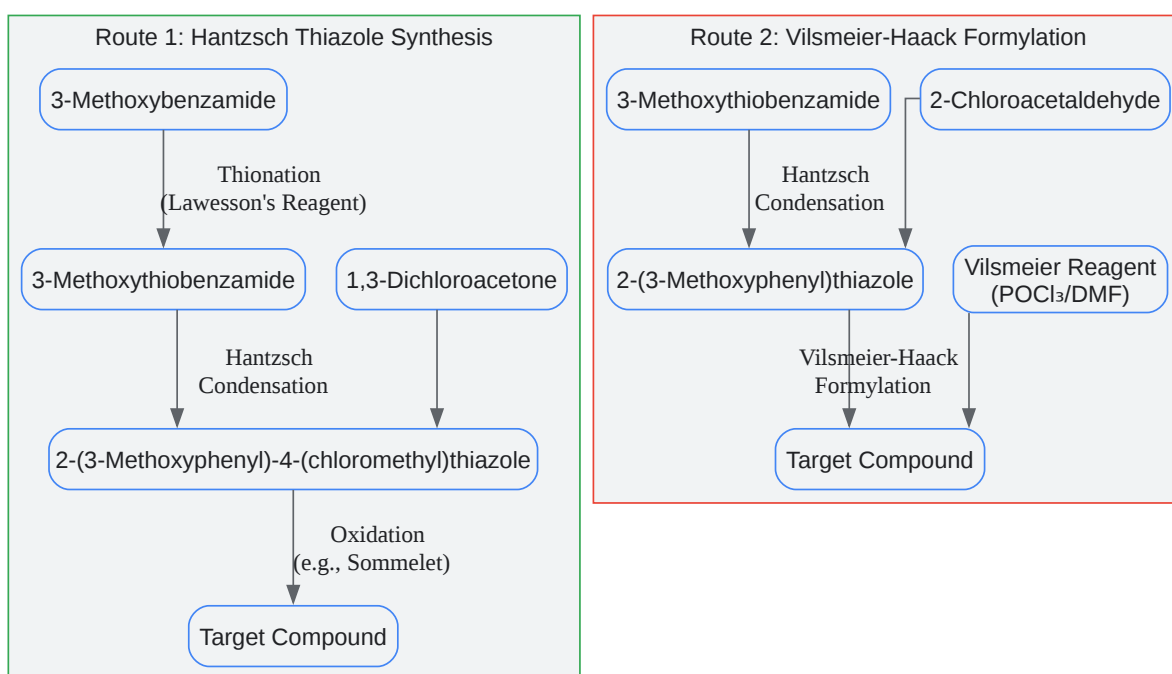 Route 1: Hantzsch Thiazole Synthesis
3-Methoxybenzamide
Thionation
(Lawesson's Reagent)
3-Methoxythiobenzamide
1,3-Dichloroacetone
Hantzsch
Condensation
2-(3-Methoxyphenyl)-4-(chloromethyl)thiazole
Oxidation
(e.g., Sommelet)
Target Compound
Route 2: Vilsmeier-Haack Formylation
3-Methoxythiobenzamide
2-Chloroacetaldehyde
Hantzsch
Condensation
2-(3-Methoxyphenyl)thiazole
Vilsmeier Reagent
(POCl₃/DMF)
Vilsmeier-Haack
Formylation
Target Compound